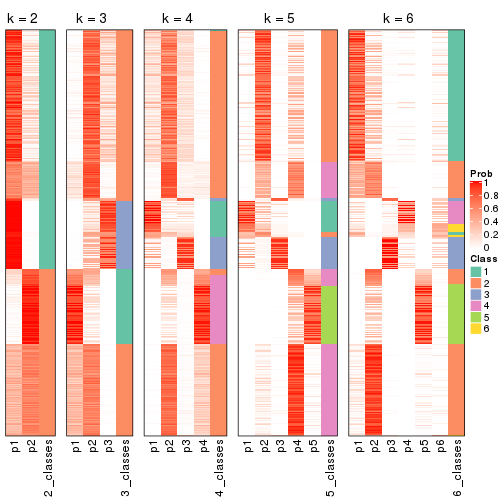 k = 2
k = 3
k = 4
k = 5
k = 6
Prob
1
0.8
0.6
0.4
0.2
0
Class
1
2
3
4
5
6
p1
p2
2_classes
p1
p2
p3
3_classes
p1
p2
p3
p4
4_classes
p1
p2
p3
p4
p5
5_classes
p1
p2
p3
p4
p5
p6
6_classes